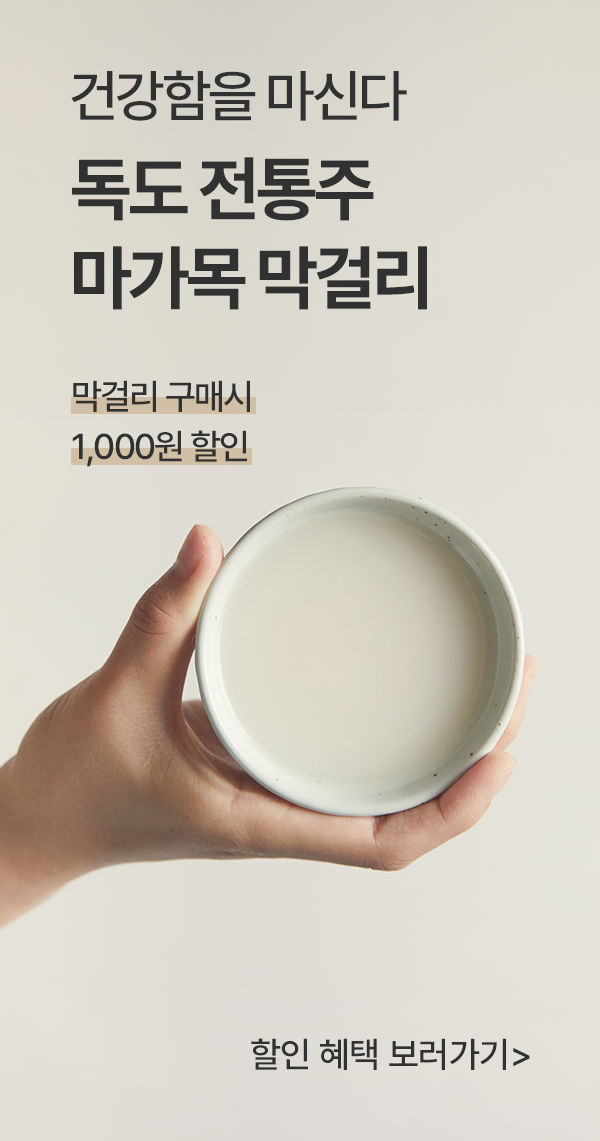 건강함을 마신다
독도 전통주
마가목 막걸리
막걸리 구매시
1,000원 할인
할인 혜택 보러가기>